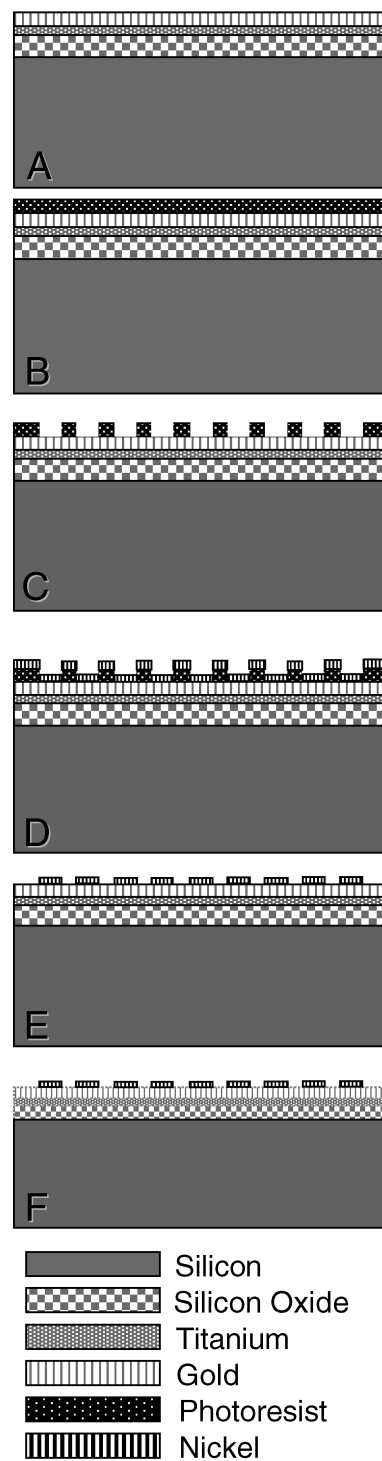 A
B
C
D
E
F
Silicon
Silicon Oxide
Titanium
Gold
Photoresist
Nickel